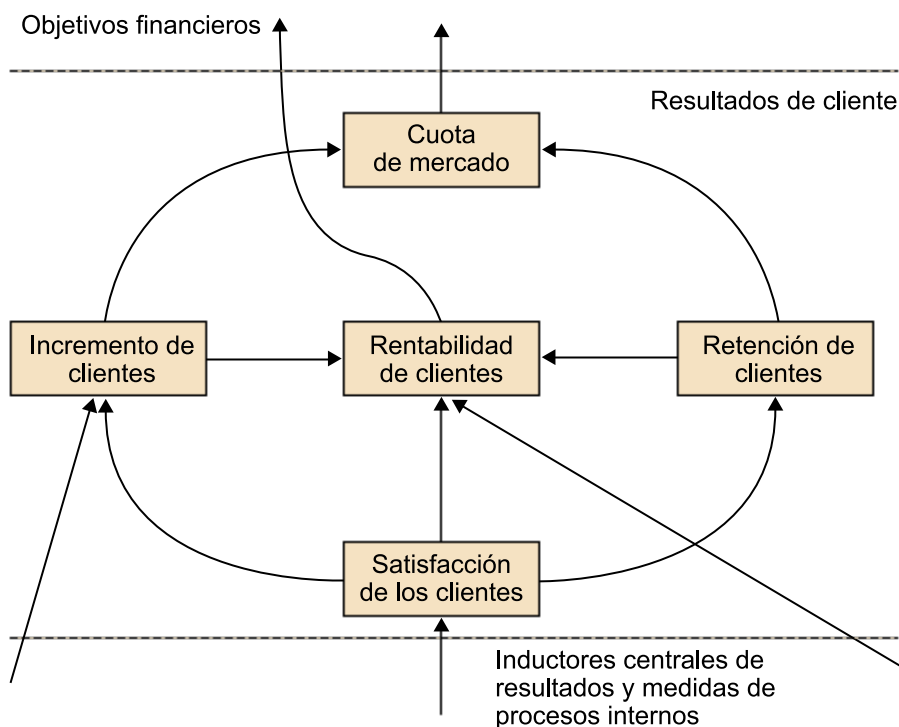 Objetivos financieros
Resultados de cliente
Cuota
de mercado
Incremento de
clientes
Rentabilidad
de clientes
Retención de
clientes
Satisfacción
de los clientes
Inductores centrales de
resultados y medidas de
procesos internos